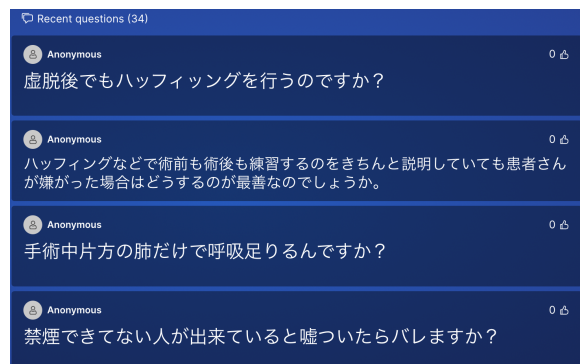 Recent questions (34)
Anonymous
0
虚脱後でもハッフィッングを行うのですか？
Anonymous
0
ハッフィングなどで術前も術後も練習するのをきちんと説明していても患者さん
が嫌がった場合はどうするのが最善なのでしょうか。
Anonymous
0
手術中片方の肺だけで呼吸足りるんですか？
Anonymous
0
禁煙できてない人が出来ていると嘘ついたらバレますか？